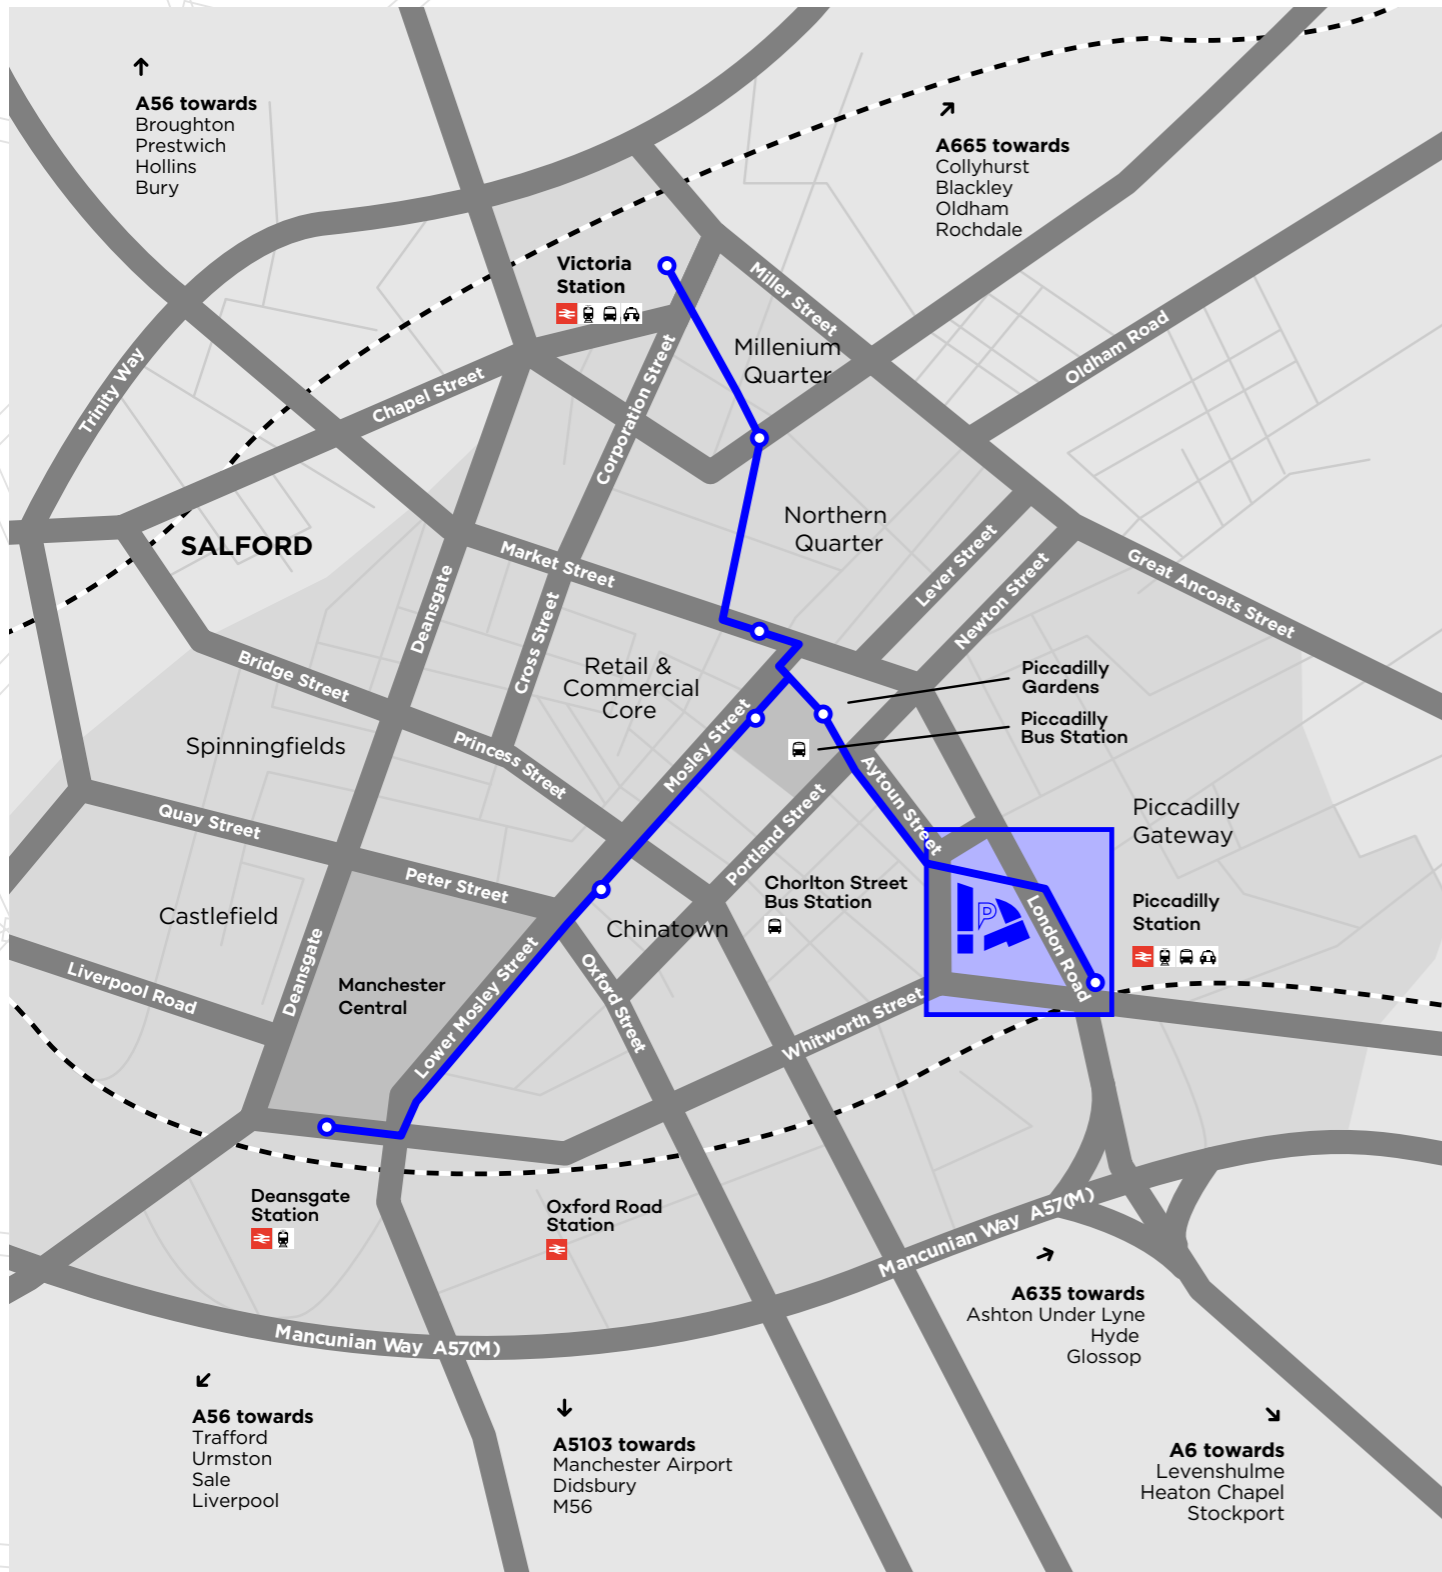 A56 towards
Broughton
Prestwich
Hollins
Bury
A665 towards
Collyhurst
Blackley
Oldham
Rochdale
Victoria
Station
Miller Street
Millenium
Quarter
Oldham Road
Trinity Way
Chapel Street
Corporation Street
SALFORD
Northern
Quarter
Market Street
Lever Street
Newton Street
Great Ancoats Street
Deansgate
Cross Street
Bridge Street
Retail &
Commercial
Core
Piccadilly
Gardens
Piccadilly
Bus Station
Spinningfields
Princess Street
Mosley Street
Aytoun Street
Quay Street
Portland Street
Piccadilly
Gateway
Peter Street
Chorlton Street
Bus Station
Castlefield
Chinatown
P
London Road
Piccadilly
Station
Liverpool Road
Deansgate
Manchester
Central
Lower Mosley Street
Oxford Street
Whitworth Street
Deansgate
Station
Oxford Road
Station
Mancunian Way A57(M)
Mancunian Way A57(M)
A635 towards
Ashton Under Lyne
Hyde
Glossop
A56 towards
Trafford
Urmston
Sale
Liverpool
A5103 towards
Manchester Airport
Didsbury
M56
A6 towards
Levenshulme
Heaton Chapel
Stockport